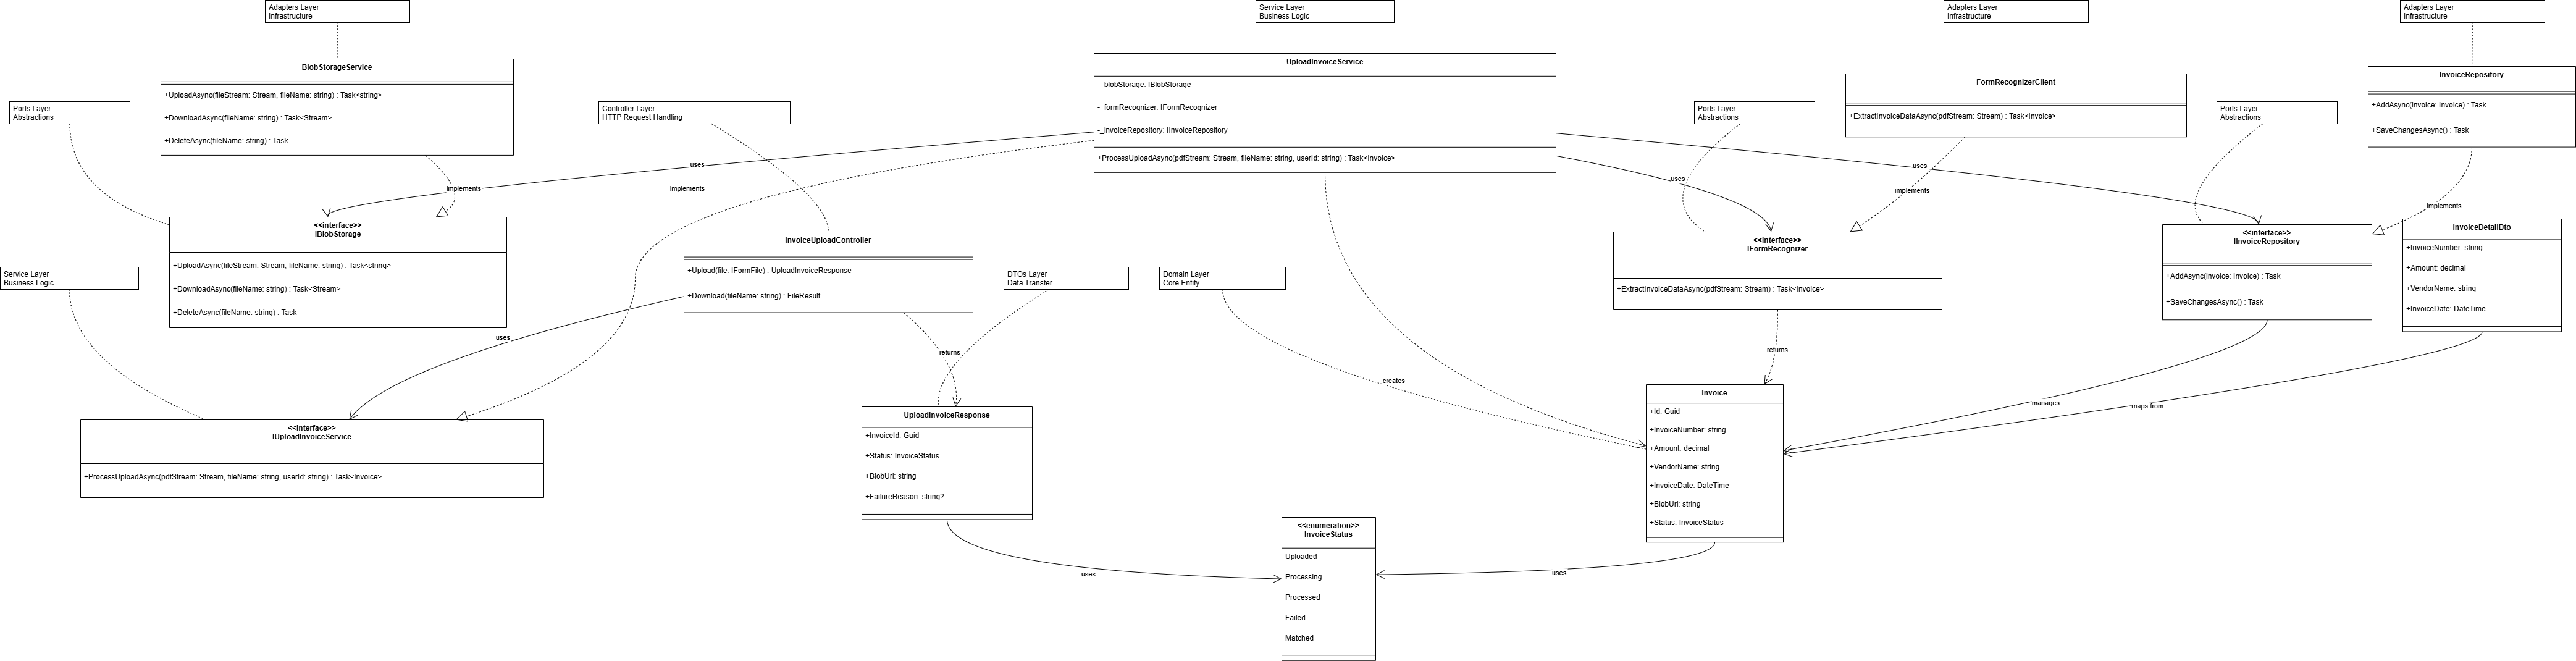 Adapters Layer
Infrastructure
Service Layer
Business Logic
Adapters Layer
Infrastructure
Adapters Layer
Infrastructure
BlobStorageService
+UploadAsync(fileStream: Stream, fileName: string) : Task<string>
+DownloadAsync(fileName: string) : Task<Stream>
+DeleteAsync(fileName: string) : Task
UploadInvoiceService
-_blobStorage: IBlobStorage
-_formRecognizer: IFormRecognizer
-_invoiceRepository: IInvoiceRepository
+ProcessUploadAsync(pdfStream: Stream, fileName: string, userId: string) : Task<Invoice>
FormRecognizerClient
+ExtractInvoiceDataAsync(pdfStream: Stream) : Task<Invoice>
InvoiceRepository
+AddAsync(invoice: Invoice) : Task
+SaveChangesAsync() : Task
Ports Layer
Abstractions
Controller Layer
HTTP Request Handling
Ports Layer
Abstractions
Ports Layer
Abstractions
uses
uses
uses
implements
implements
implements
implements
<<interface>>
IBlobStorage
+UploadAsync(fileStream: Stream, fileName: string) : Task<string>
+DownloadAsync(fileName: string) : Task<Stream>
+DeleteAsync(fileName: string) : Task
InvoiceUploadController
+Upload(file: IFormFile) : UploadInvoiceResponse
+Download(fileName: string) : FileResult
<<interface>>
IFormRecognizer
+ExtractInvoiceDataAsync(pdfStream: Stream) : Task<Invoice>
<<interface>>
IInvoiceRepository
+AddAsync(invoice: Invoice) : Task
+SaveChangesAsync() : Task
InvoiceDetailDto
+InvoiceNumber: string
+Amount: decimal
+VendorName: string
+InvoiceDate: DateTime
Service Layer
Business Logic
DTOs Layer
Data Transfer
Domain Layer
Core Entity
uses
returns
returns
creates
manages
maps from
<<interface>>
IUploadInvoiceService
+ProcessUploadAsync(pdfStream: Stream, fileName: string, userId: string) : Task<Invoice>
UploadInvoiceResponse
+InvoiceId: Guid
+Status: InvoiceStatus
+BlobUrl: string
+FailureReason: string?
Invoice
+Id: Guid
+InvoiceNumber: string
+Amount: decimal
+VendorName: string
+InvoiceDate: DateTime
+BlobUrl: string
+Status: InvoiceStatus
<<enumeration>>
InvoiceStatus
Uploaded
Processing
Processed
Failed
Matched
uses
uses